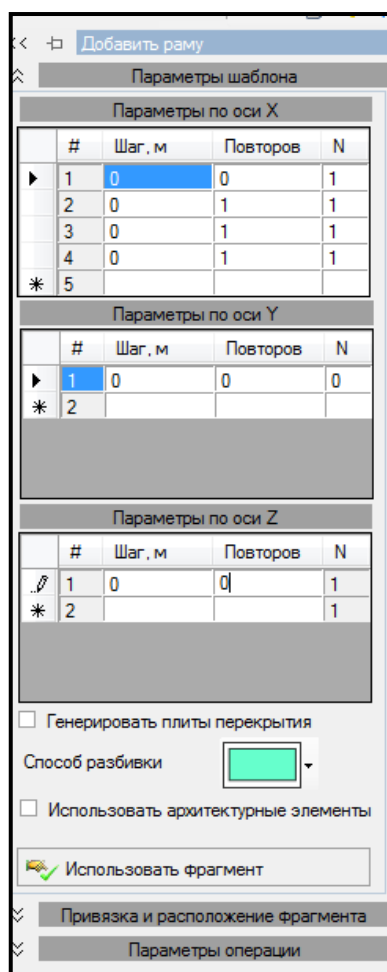 Добавить раму
Параметры шаблона
Параметры по оси X
# Шаг, м Повторов N
1 0 0 1
2 0 1 1
3 0 1 1
4 0 1 1
5
Параметры по оси Y
# Шаг, м Повторов N
1 0 0 0
2
Параметры по оси Z
# Шаг, м Повторов N
1 0 0 1
2 1
Генерировать плиты перекрытия
Способ разбивки
Использовать архитектурные элементы
Использовать фрагмент
Привязка и расположение фрагмента
Параметры операции